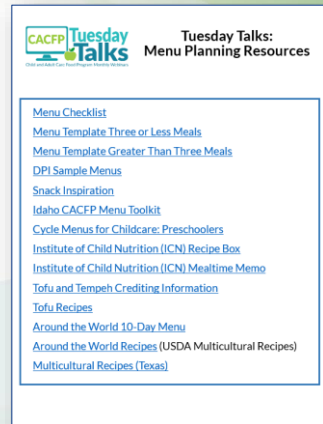 CACFP Tuesday Talks
Child and Adult Care Food Program Monthly Webinars
Tuesday Talks:
Menu Planning Resources
Menu Checklist
Menu Template Three or Less Meals
Menu Template Greater Than Three Meals
DPI Sample Menus
Snack Inspiration
Idaho CACFP Menu Toolkit
Cycle Menus for Childcare: Preschoolers
Institute of Child Nutrition (ICN) Recipe Box
Institute of Child Nutrition (ICN) Mealtime Memo
Tofu and Tempeh Crediting Information
Tofu Recipes
Around the World 10-Day Menu
Around the World Recipes (USDA Multicultural Recipes)
Multicultural Recipes (Texas)